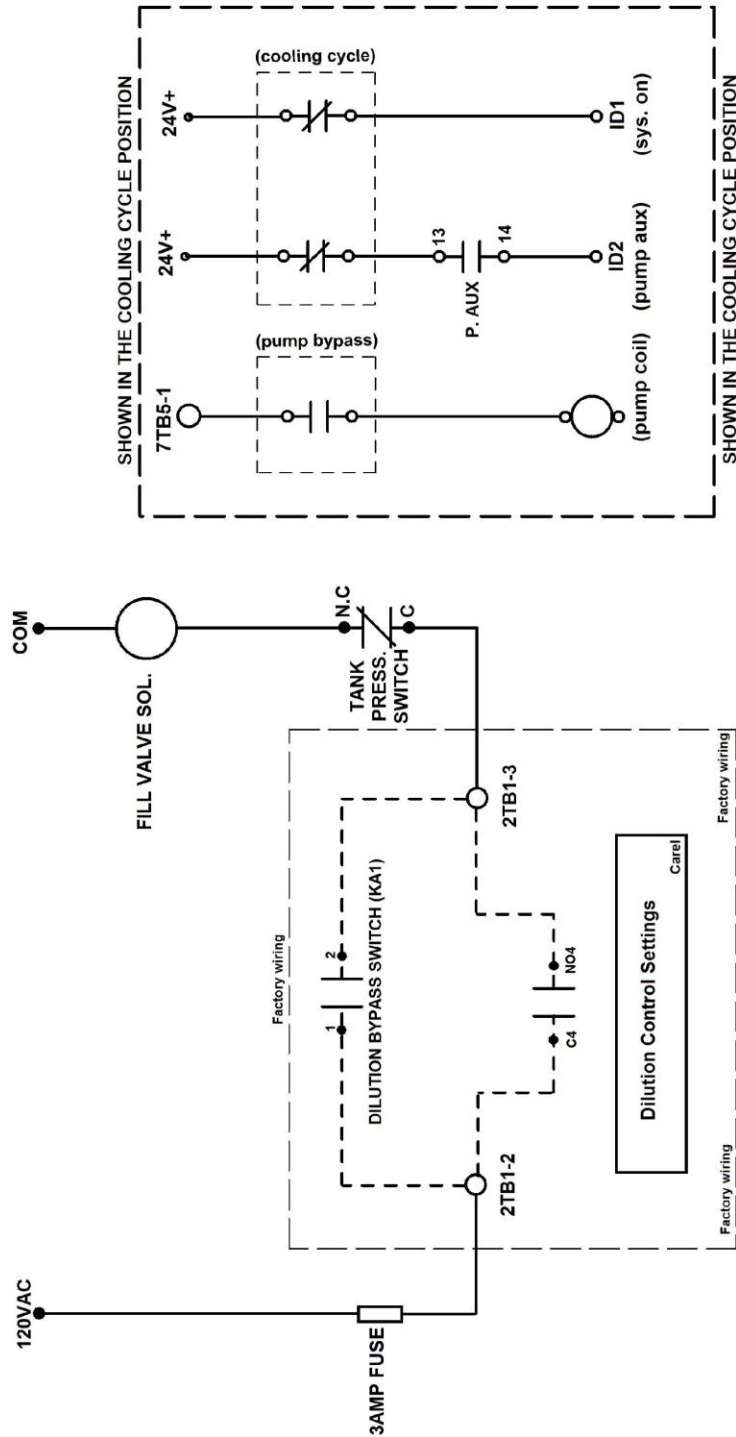 120VAC
3AMP FUSE
2TB1-2
Factory wiring
1
2
DILUTION BYPASS SWITCH (KA1)
C4
NO4
Dilution Control Settings
Carel
Factory wiring
Factory wiring
2TB1-3
COM
FILL VALVE SOL.
N.C
TANK
PRESS.
SWITCH
C
SHOWN IN THE COOLING CYCLE POSITION
7TB5-1
24V+
24V+
(pump bypass)
(cooling cycle)
P. AUX
13
14
(pump coil)
ID2
(pump aux)
ID1
(sys. on)
SHOWN IN THE COOLING CYCLE POSITION